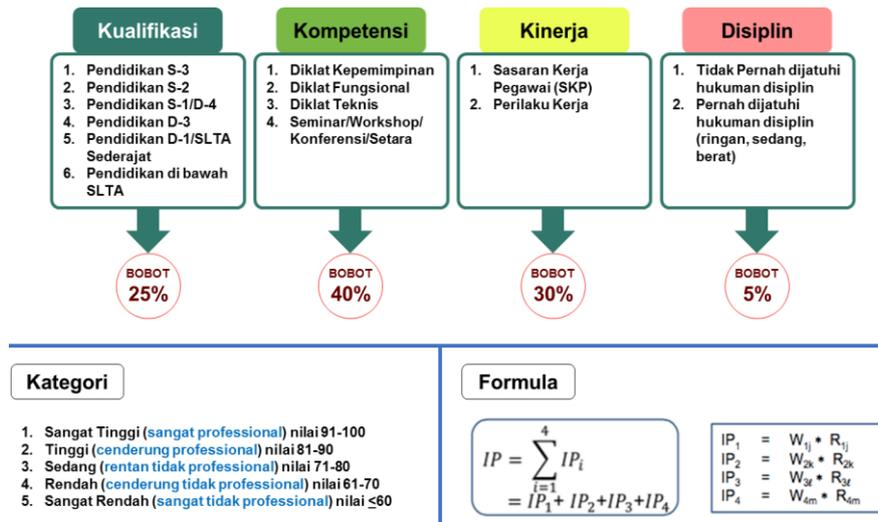 Kualifikasi
1. Pendidikan S-3
2. Pendidikan S-2
3. Pendidikan S-1/D-4
4. Pendidikan D-3
5. Pendidikan D-1/SLTA
Sederajat
6. Pendidikan di bawah
SLTA
BOBOT
25%
Kompetensi
1. Diklat Kepemimpinan
2. Diklat Fungsional
3. Diklat Teknis
4. Seminar/Workshop/
Konferensi/Setara
BOBOT
40%
Kinerja
1. Sasaran Kerja
Pegawai (SKP)
2. Perilaku Kerja
BOBOT
30%
Disiplin
1. Tidak Pernah dijatuhi
hukuman disiplin
2. Pernah dijatuhi
hukuman disiplin
(ringan, sedang,
berat)
BOBOT
5%
Kategori
1. Sangat Tinggi (sangat professional) nilai 91-100
2. Tinggi (cenderung professional) nilai 81-90
3. Sedang (rentan tidak professional) nilai 71-80
4. Rendah (cenderung tidak professional) nilai 61-70
5. Sangat Rendah (sangat tidak professional) nilai ≤60
Formula
4
IP = ∑ IPᵢ
i=1
= IP₁+ IP₂+IP₃+IP₄
IP₁ = W₁ⱼ * R₁ⱼ
IP₂ = W₂ₖ * R₂ₖ
IP₃ = W₃ℓ * R₃ℓ
IP₄ = W₄ₘ * R₄ₘ